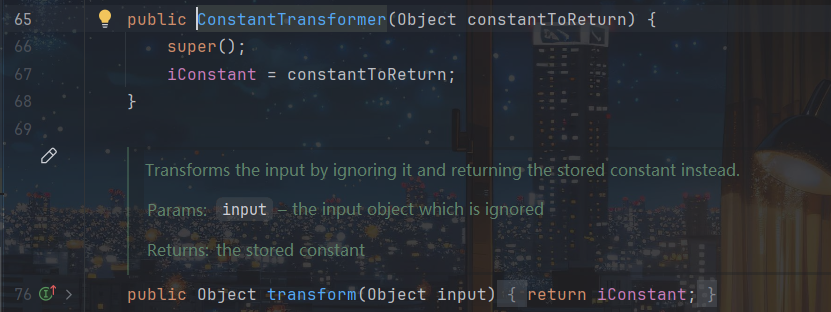 65 public ConstantTransformer(Object constantToReturn) {
66 super();
67 iConstant = constantToReturn;
68 }
69
Transforms the input by ignoring it and returning the stored constant instead.
Params: input – the input object which is ignored
Returns: the stored constant
76 public Object transform(Object input) { return iConstant; }